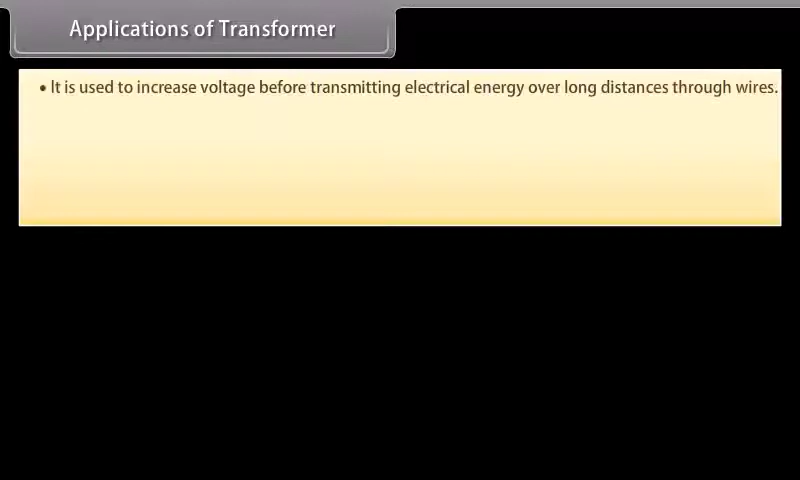 Applications of Transformer
• It is used to increase voltage before transmitting electrical energy over long distances through wires.